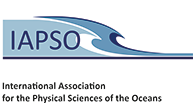 IAPSO
International Association
for the Physical Sciences of the Oceans